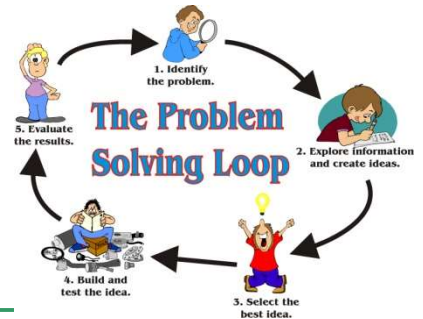 The Problem
Solving Loop
1. Identify
the problem.
2. Explore information
and create ideas.
3. Select the
best idea.
4. Build and
test the idea.
5. Evaluate
the results.